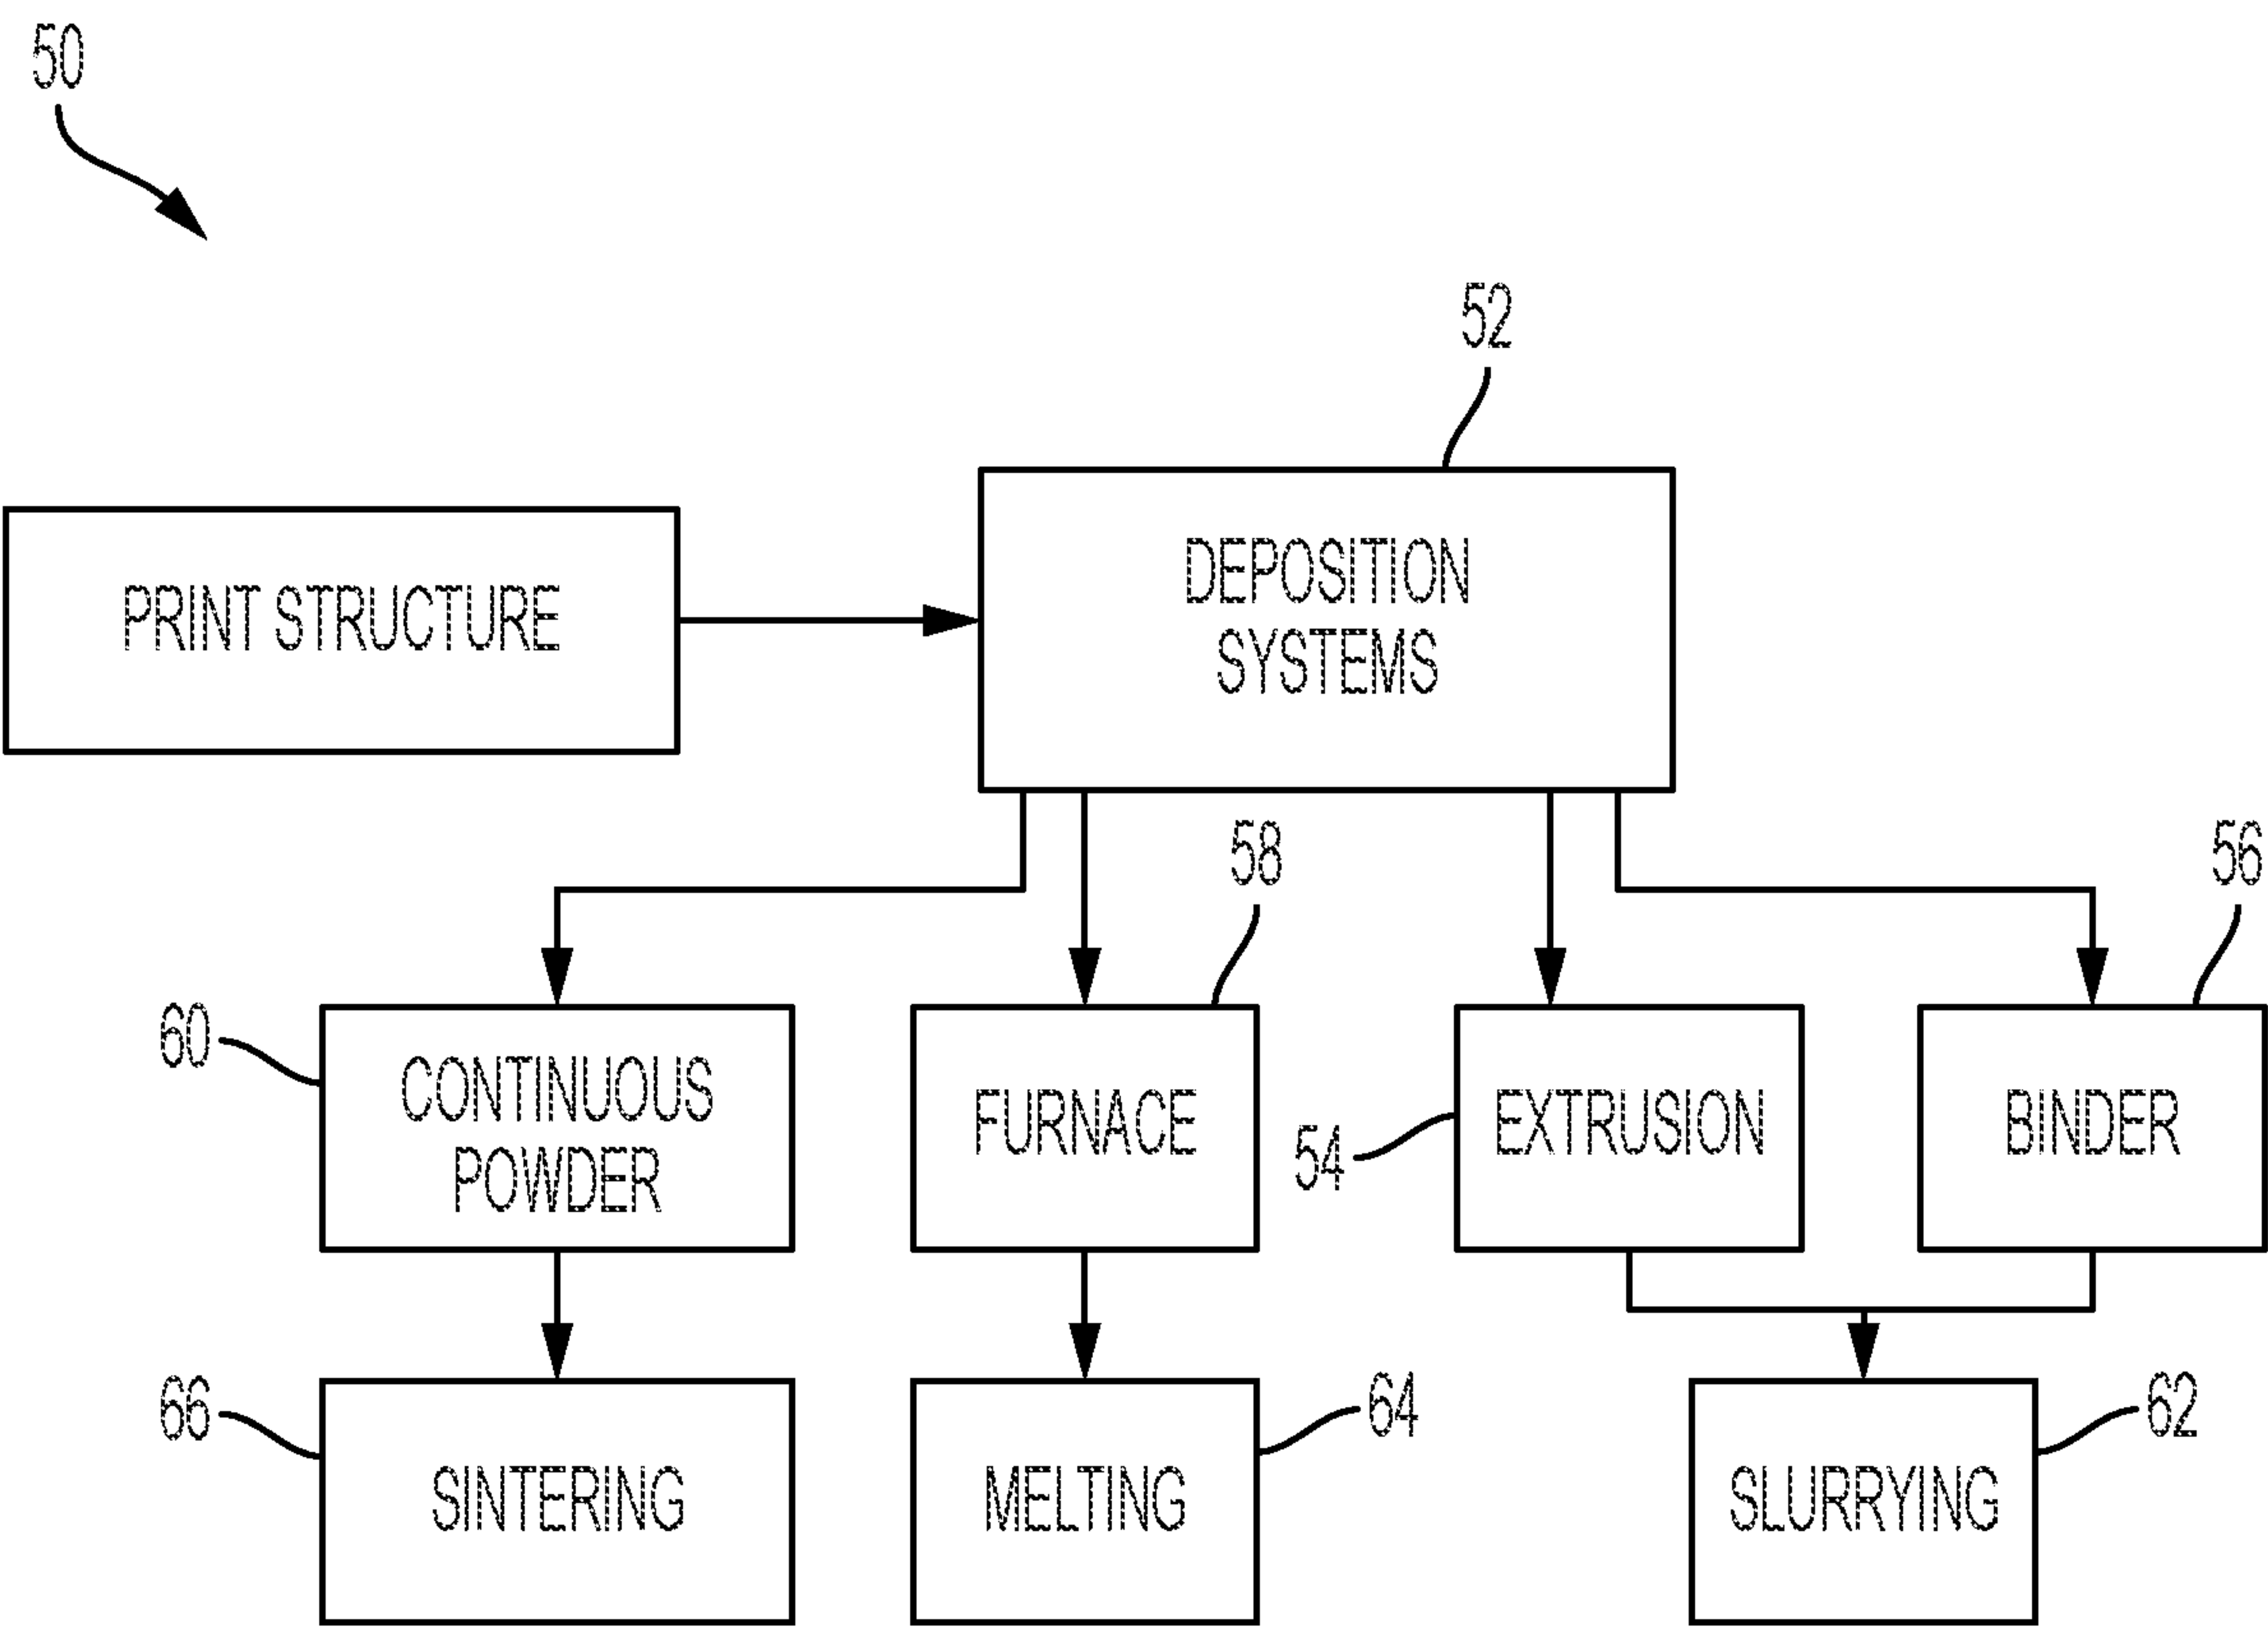 50
52
PRINT STRUCTURE
DEPOSITION
SYSTEMS
58
56
60
CONTINUOUS
POWDER
FURNACE
54
EXTRUSION
BINDER
66
SINTERING
MELTING
64
SLURRYING
62